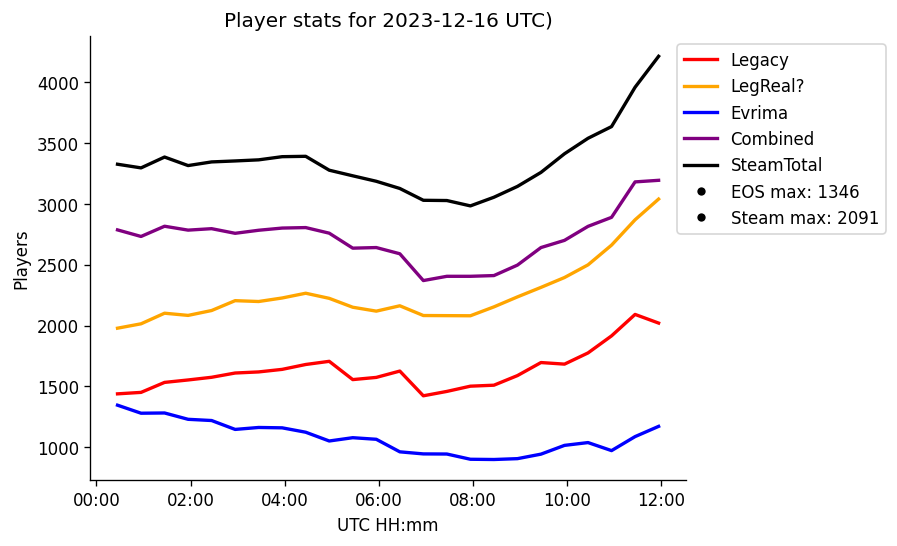 Player stats for 2023-12-16 UTC)
4000
3500
3000
2500
2000
1500
1000
Players
00:00 02:00 04:00 06:00 08:00 10:00 12:00
UTC HH:mm
Legacy
LegReal?
Evrima
Combined
SteamTotal
EOS max: 1346
Steam max: 2091